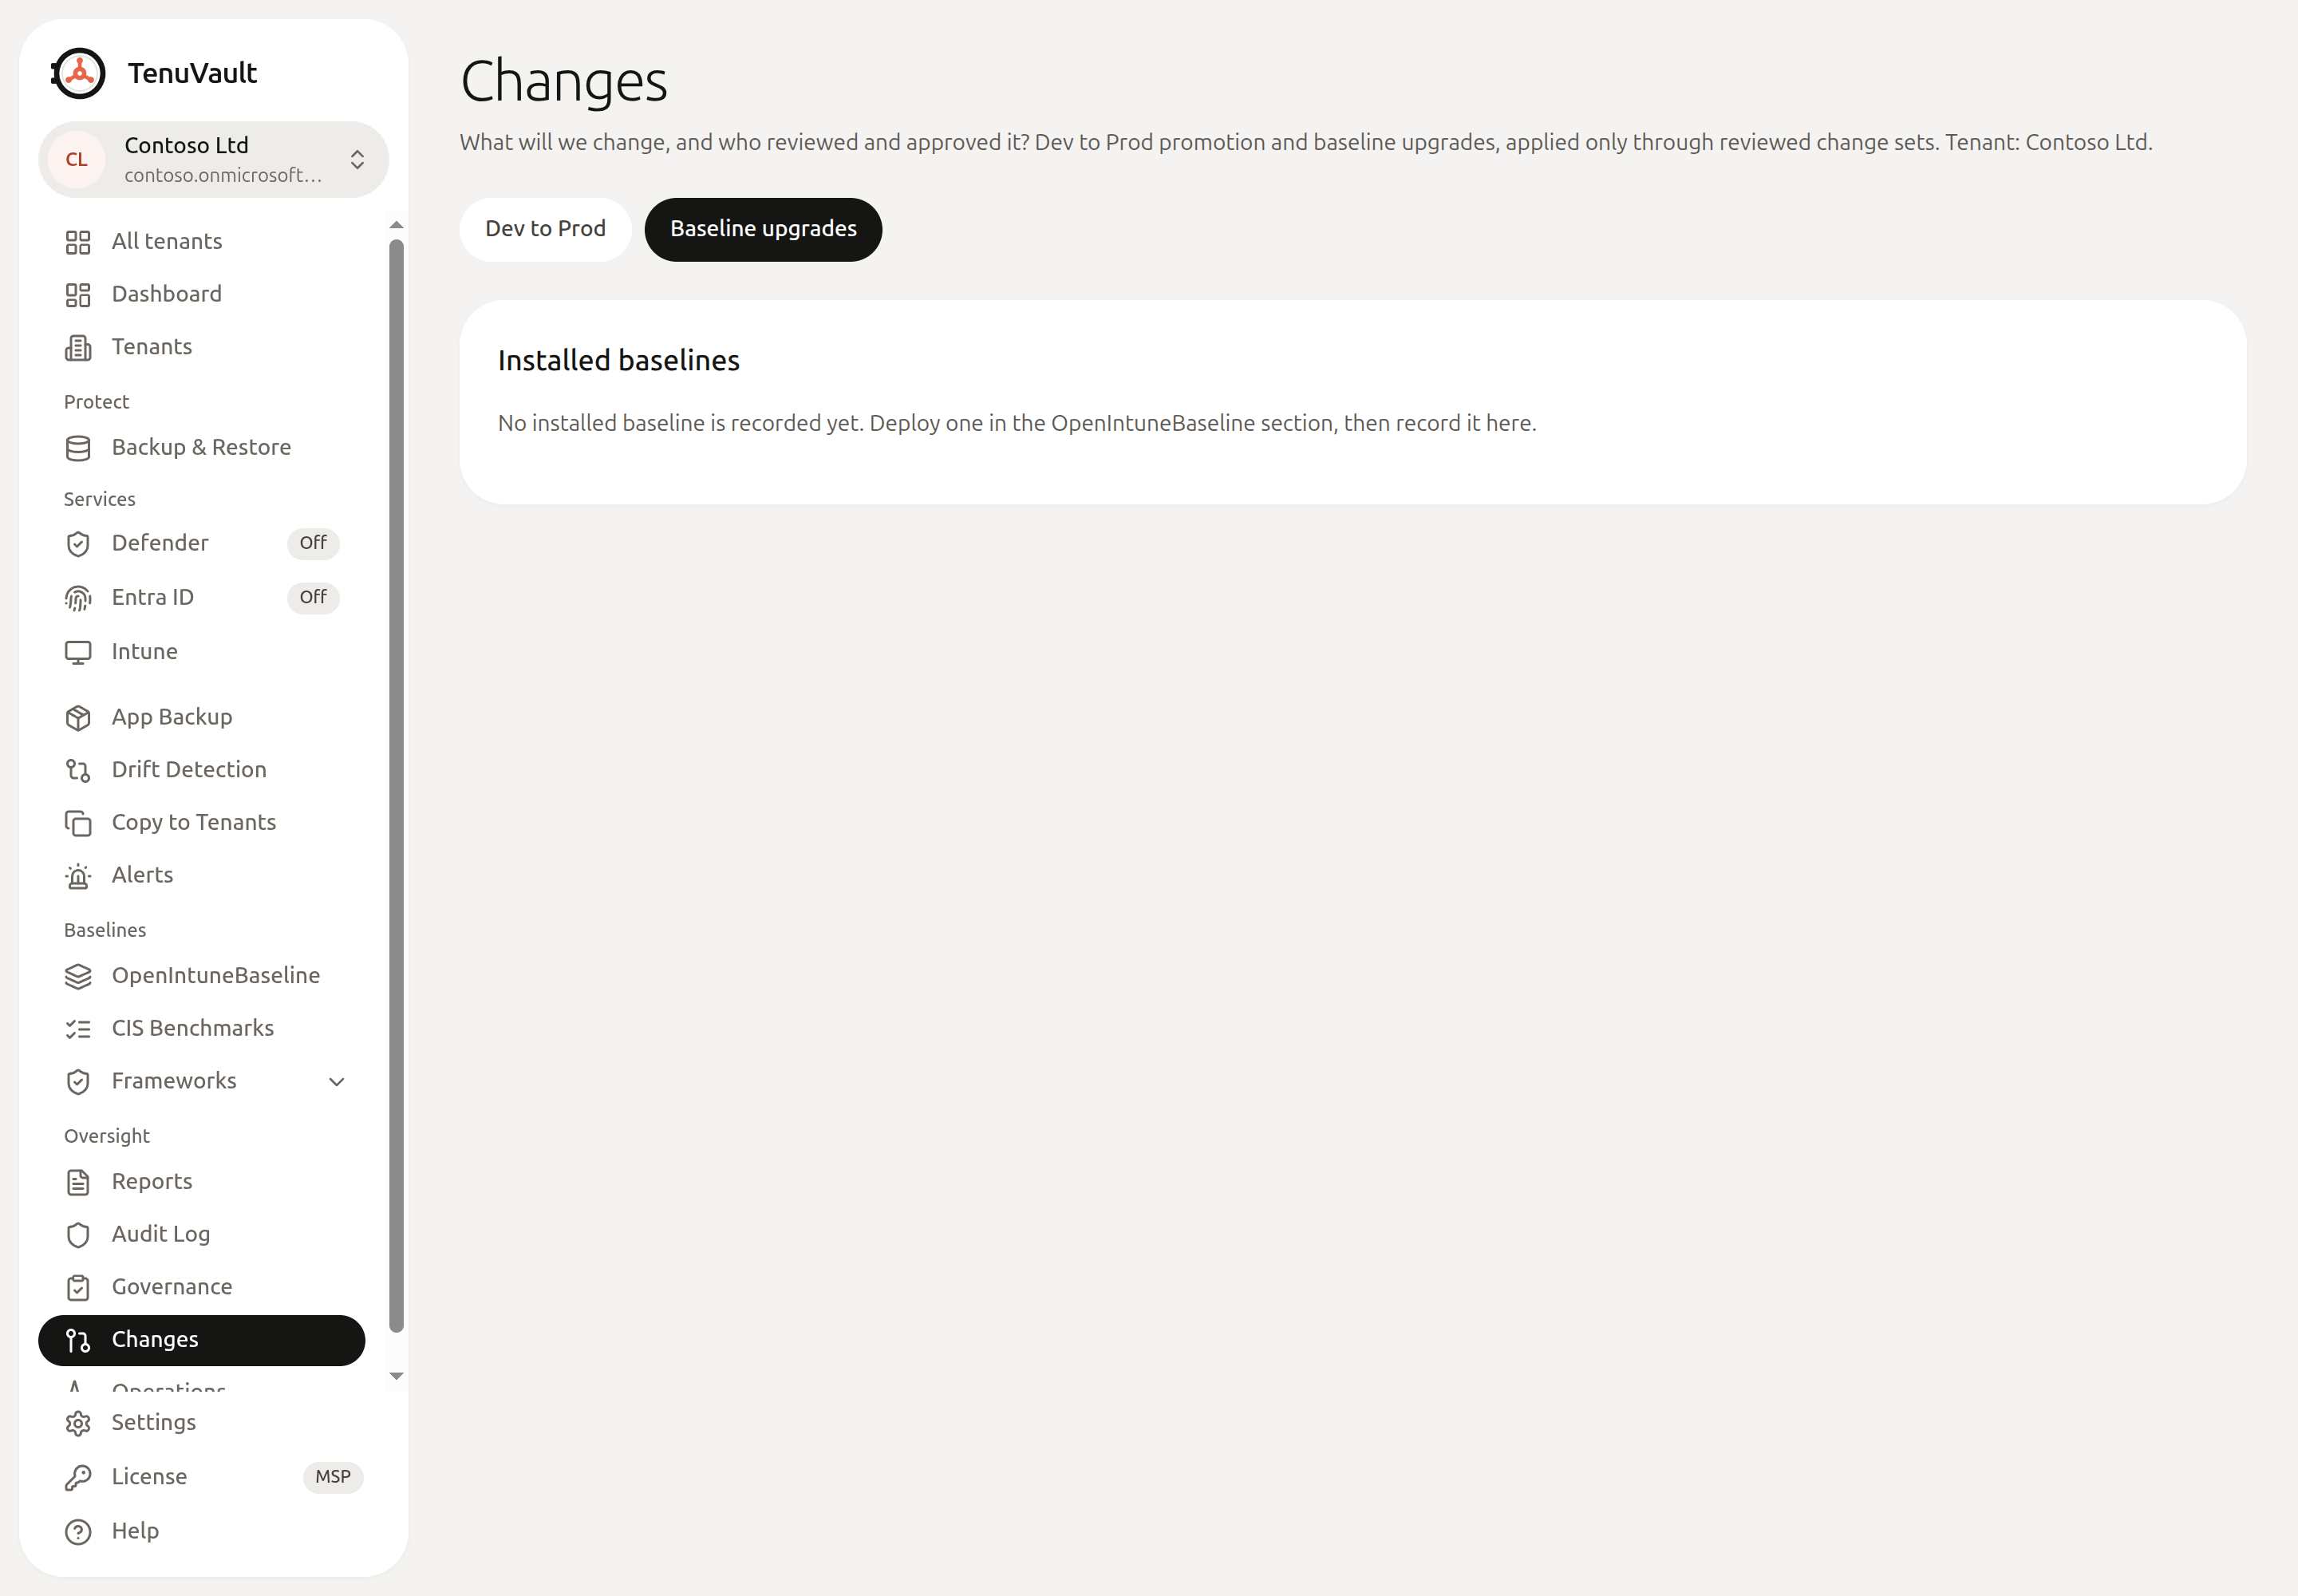 TenuVault
CL
Contoso Ltd
contoso.onmicrosoft...
All tenants
Dashboard
Tenants
Protect
Backup & Restore
Services
Defender Off
Entra ID Off
Intune
App Backup
Drift Detection
Copy to Tenants
Alerts
Baselines
OpenIntuneBaseline
CIS Benchmarks
Frameworks
Oversight
Reports
Audit Log
Governance
Changes
Operations
Settings
License MSP
Help
Changes
What will we change, and who reviewed and approved it? Dev to Prod promotion and baseline upgrades, applied only through reviewed change sets. Tenant: Contoso Ltd.
Dev to Prod Baseline upgrades
Installed baselines
No installed baseline is recorded yet. Deploy one in the OpenIntuneBaseline section, then record it here.